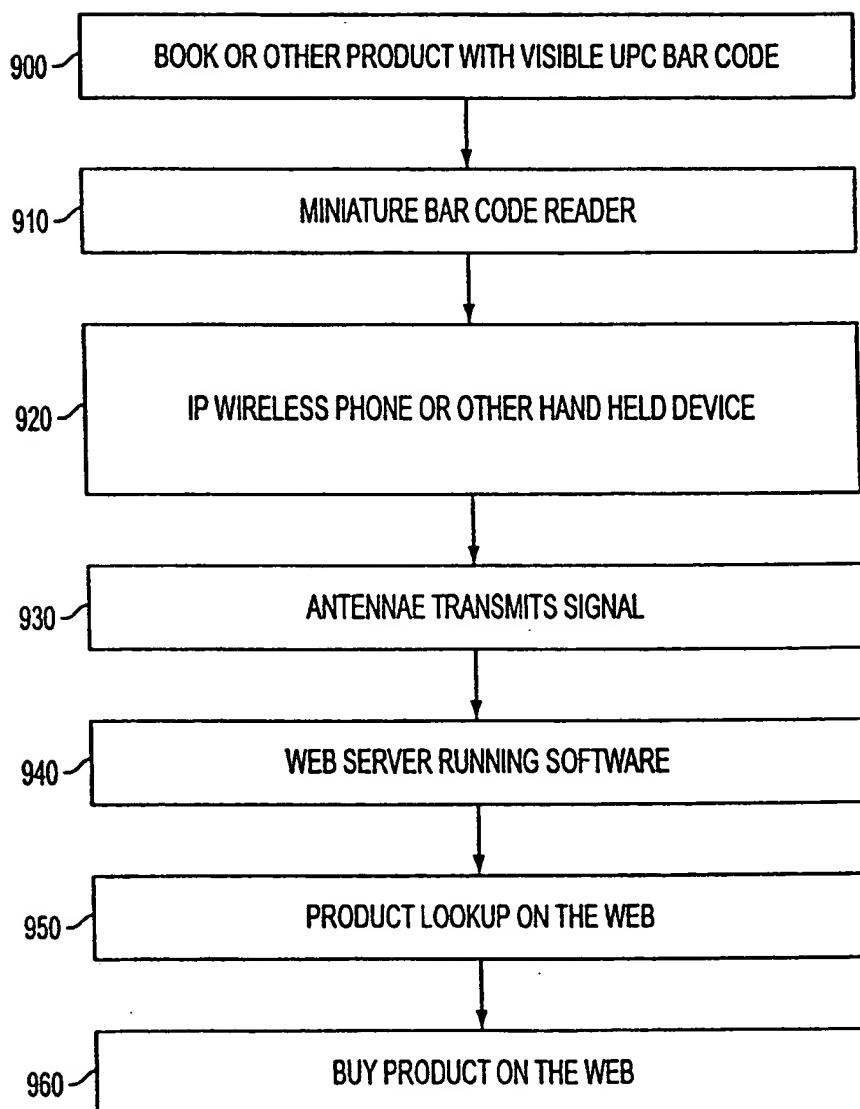 900 BOOK OR OTHER PRODUCT WITH VISIBLE UPC BAR CODE
910 MINIATURE BAR CODE READER
920 IP WIRELESS PHONE OR OTHER HAND HELD DEVICE
930 ANTENNAE TRANSMITS SIGNAL
940 WEB SERVER RUNNING SOFTWARE
950 PRODUCT LOOKUP ON THE WEB
960 BUY PRODUCT ON THE WEB